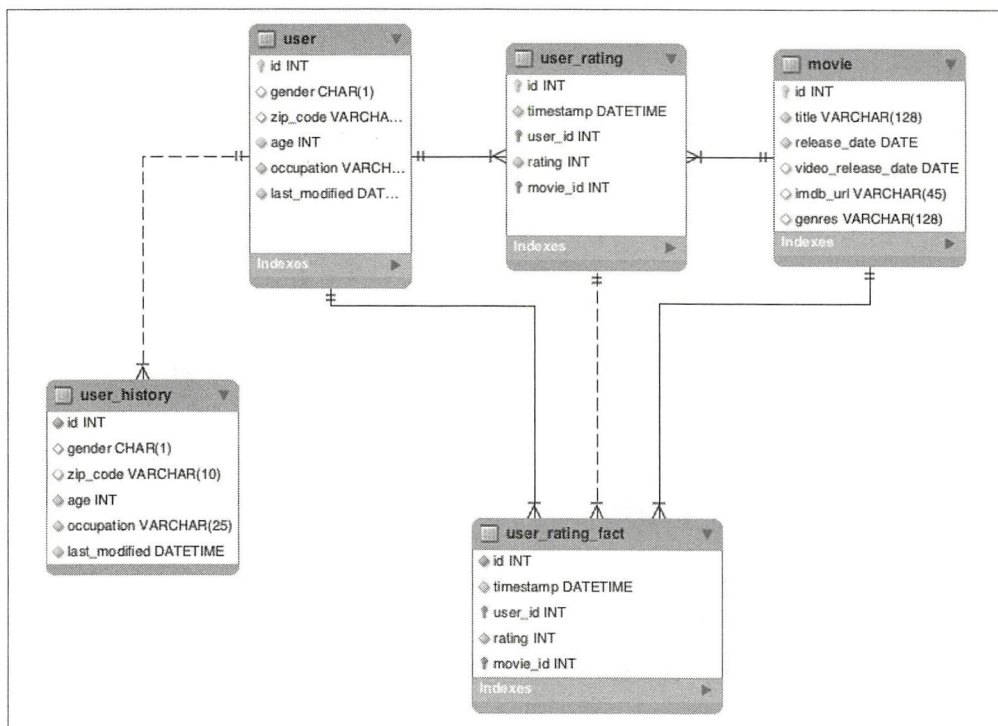 user
id INT
gender CHAR(1)
zip_code VARCHA...
age INT
occupation VARCH...
last_modified DAT...
Indexes
user_rating
id INT
timestamp DATETIME
user_id INT
rating INT
movie_id INT
Indexes
movie
id INT
title VARCHAR(128)
release_date DATE
video_release_date DATE
imdb_url VARCHAR(45)
genres VARCHAR(128)
Indexes
user_history
id INT
gender CHAR(1)
zip_code VARCHAR(10)
age INT
occupation VARCHAR(25)
last_modified DATETIME
user_rating_fact
id INT
timestamp DATETIME
user_id INT
rating INT
movie_id INT
Indexes